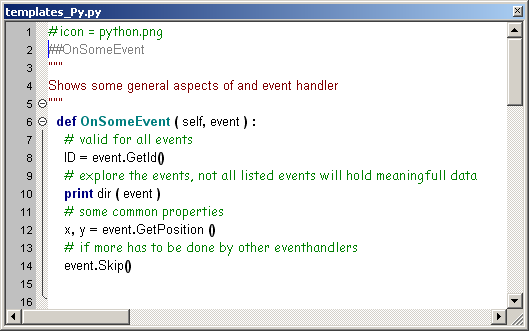 templates_Py.py
1 #icon = python.png
2 ##OnSomeEvent
3 """
4 Shows some general aspects of and event handler
5 """
6 def OnSomeEvent ( self, event ) :
7 # valid for all events
8 ID = event.GetId()
9 # explore the events, not all listed events will hold meaningfull data
10 print dir ( event )
11 # some common properties
12 x, y = event.GetPosition ()
13 # if more has to be done by other eventhandlers
14 event.Skip()
15
16